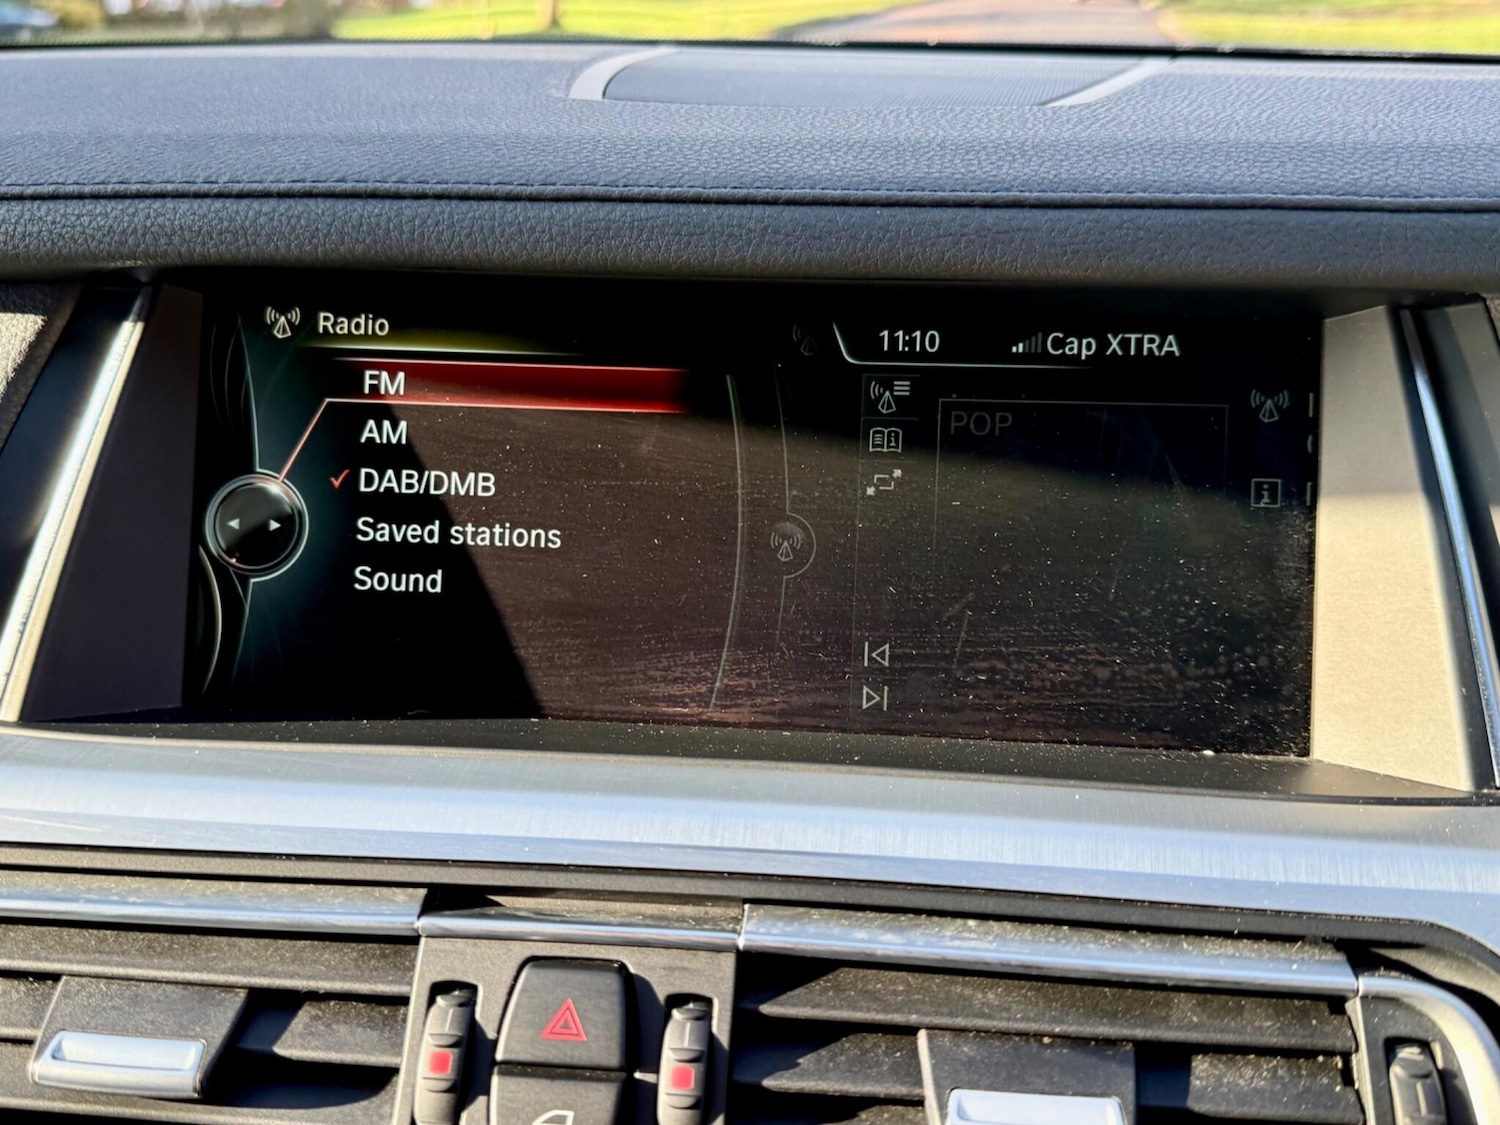 Radio
11:10 Cap XTRA
FM
AM
DAB/DMB
Saved stations
Sound
POP